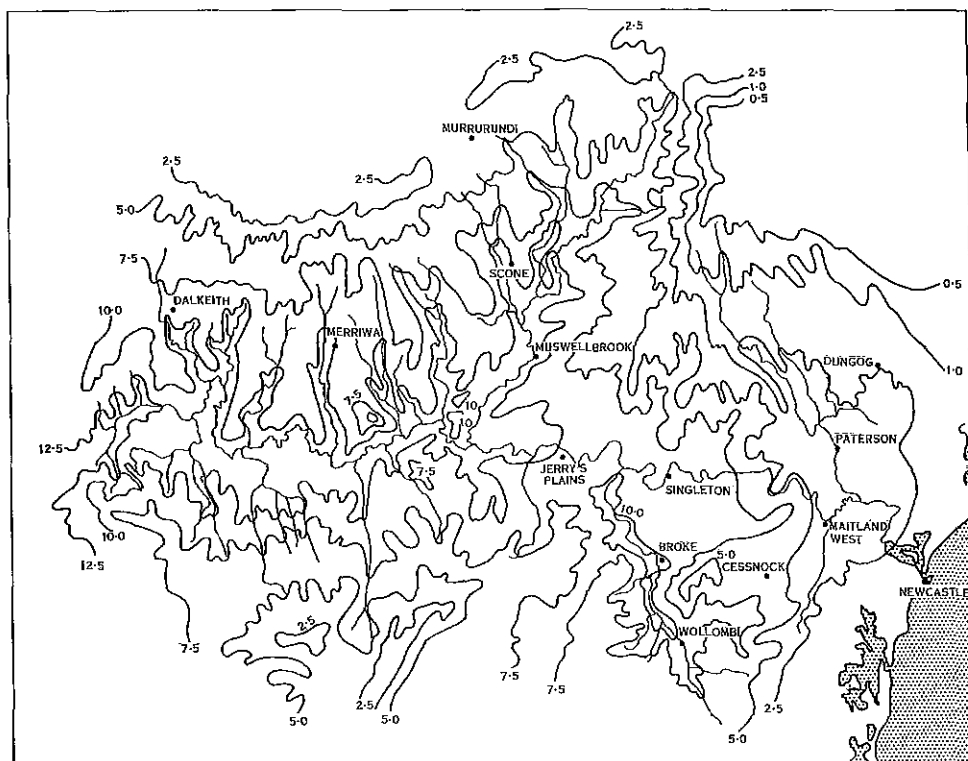 2·5
2·5
2·5
1·0
0·5
MURRURUNDI
2·5
2·5
5·0
7·5
SCONE
0·5
DALKEITH
10·0
MERRIWA
MUSWELLBROOK
DUNGOG
1·0
7·5
10
10
12·5
PATERSON
7·5
JERRY'S
PLAINS
SINGLETON
10·0
10·0
MAITLAND
WEST
12·5
BROKE
5·0
CESSNOCK
NEWCASTLE
7·5
2·5
WOLLOMBI
7·5
7·5
5·0
2·5
5·0
2·5
5·0